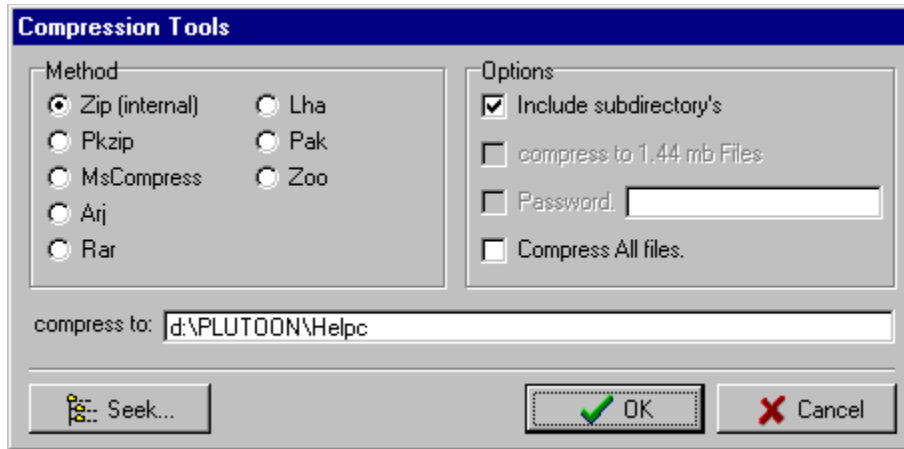 Compression Tools
Method
Zip (internal)
Pkzip
MsCompress
Arj
Rar
Lha
Pak
Zoo
Options
Include subdirectory's
compress to 1.44 mb Files
Password.
Compress All files.
compress to: d:\PLUTOON\Helpc
Seek...
OK
Cancel